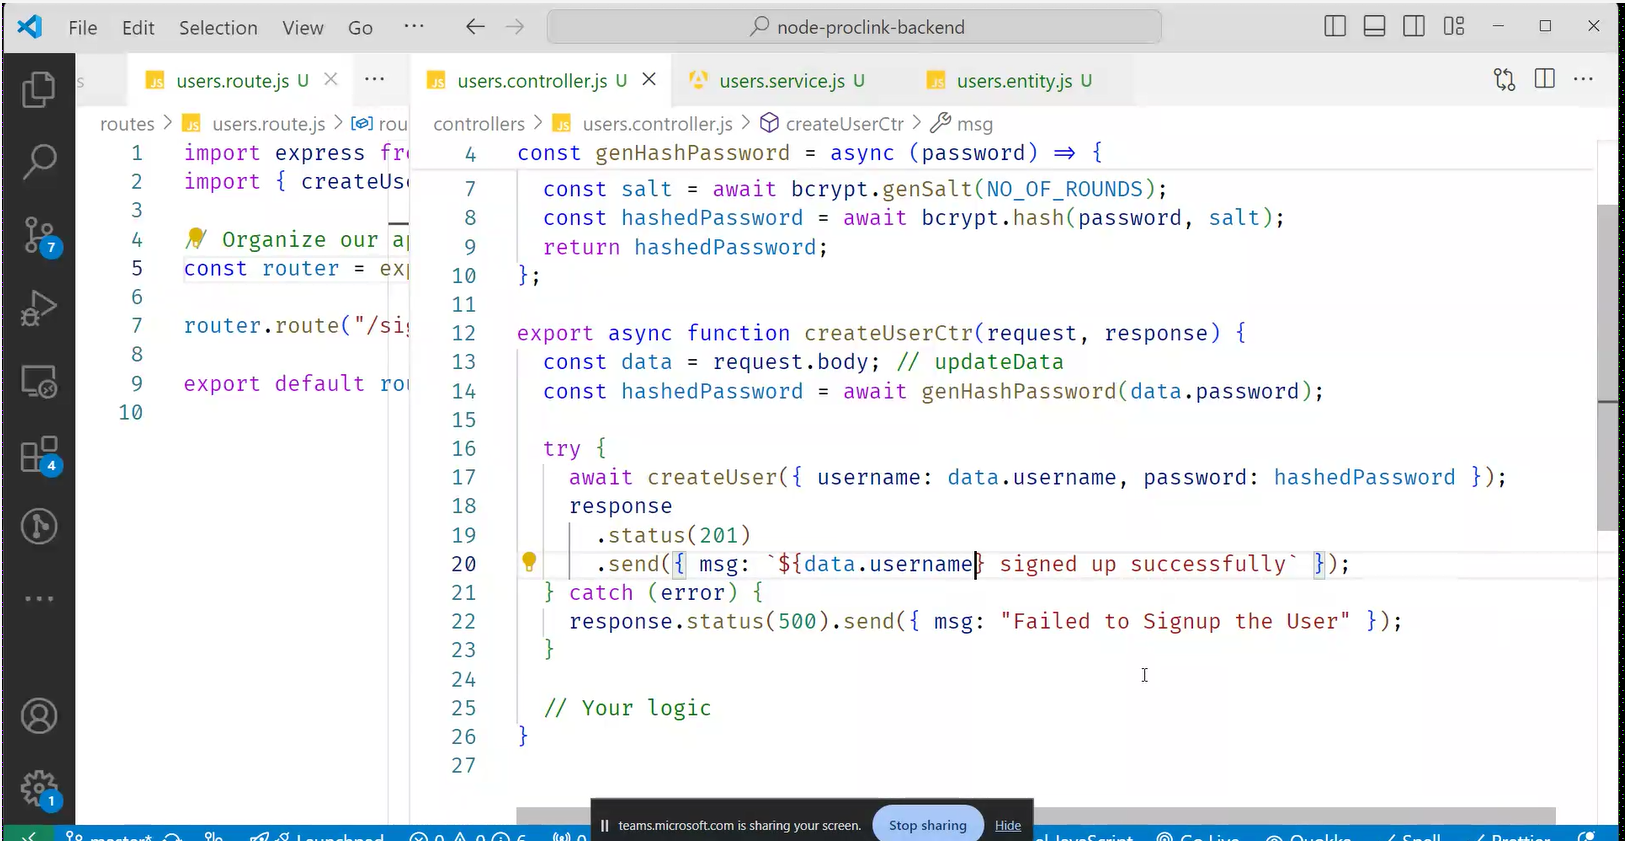 File Edit Selection View Go ··· node-proclink-backend
s users.route.js U ··· users.controller.js U users.service.js U users.entity.js U ···
routes > users.route.js > rou
controllers > users.controller.js > createUserCtr > msg
1 import express fr
2 import { createUs
3
4 // Organize our a
5 const router = exp
6
7 router.route("/si
8
9 export default ro
10
4 const genHashPassword = async (password) => {
7 const salt = await bcrypt.genSalt(NO_OF_ROUNDS);
8 const hashedPassword = await bcrypt.hash(password, salt);
9 return hashedPassword;
10 };
11
12 export async function createUserCtr(request, response) {
13 const data = request.body; // updateData
14 const hashedPassword = await genHashPassword(data.password);
15
16 try {
17 await createUser({ username: data.username, password: hashedPassword });
18 response
19 .status(201)
20 .send({ msg: `${data.username} signed up successfully` });
21 } catch (error) {
22 response.status(500).send({ msg: "Failed to Signup the User" });
23 }
24
25 // Your logic
26 }
27
7
4
1
teams.microsoft.com is sharing your screen. Stop sharing Hide
master* Launchpad 0 0 6 0 JavaScript Go Live Quokka Spell Prettier